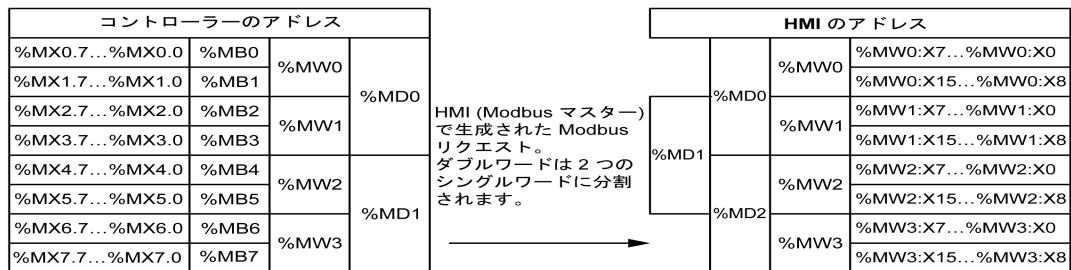 コントローラーのアドレス
%MX0.7...%MX0.0 %MB0 %MW0 %MD0
%MX1.7...%MX1.0 %MB1
%MX2.7...%MX2.0 %MB2 %MW1
%MX3.7...%MX3.0 %MB3
%MX4.7...%MX4.0 %MB4 %MW2 %MD1
%MX5.7...%MX5.0 %MB5
%MX6.7...%MX6.0 %MB6 %MW3
%MX7.7...%MX7.0 %MB7
HMI (Modbus マスター)
で生成された Modbus
リクエスト。
ダブルワードは 2 つの
シングルワードに分割
されます。
HMI のアドレス
%MD0 %MW0 %MW0:X7...%MW0:X0
%MW0:X15...%MW0:X8
%MD1 %MW1 %MW1:X7...%MW1:X0
%MW1:X15...%MW1:X8
%MD2 %MW2 %MW2:X7...%MW2:X0
%MW2:X15...%MW2:X8
%MW3 %MW3:X7...%MW3:X0
%MW3:X15...%MW3:X8